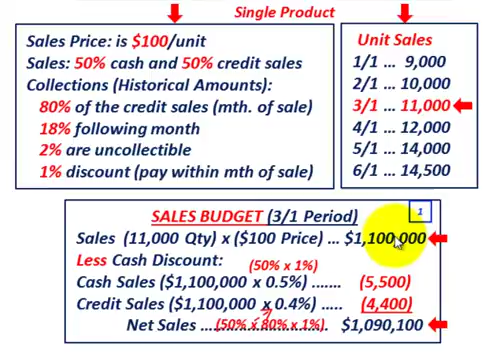 Single Product
Sales Price: is $100/unit
Sales: 50% cash and 50% credit sales
Collections (Historical Amounts):
80% of the credit sales (mth. of sale)
18% following month
2% are uncollectible
1% discount (pay within mth of sale)
Unit Sales
1/1 ... 9,000
2/1 ... 10,000
3/1 ... 11,000
4/1 ... 12,000
5/1 ... 14,000
6/1 ... 14,500
SALES BUDGET (3/1 Period) 1
Sales (11,000 Qty) x ($100 Price) ... $1,100,000
Less Cash Discount:
(50% x 1%)
Cash Sales ($1,100,000 x 0.5%) ....... (5,500)
Credit Sales ($1,100,000 x 0.4%) ..... (4,400)
Net Sales ...(50% x 80% x 1%). $1,090,100